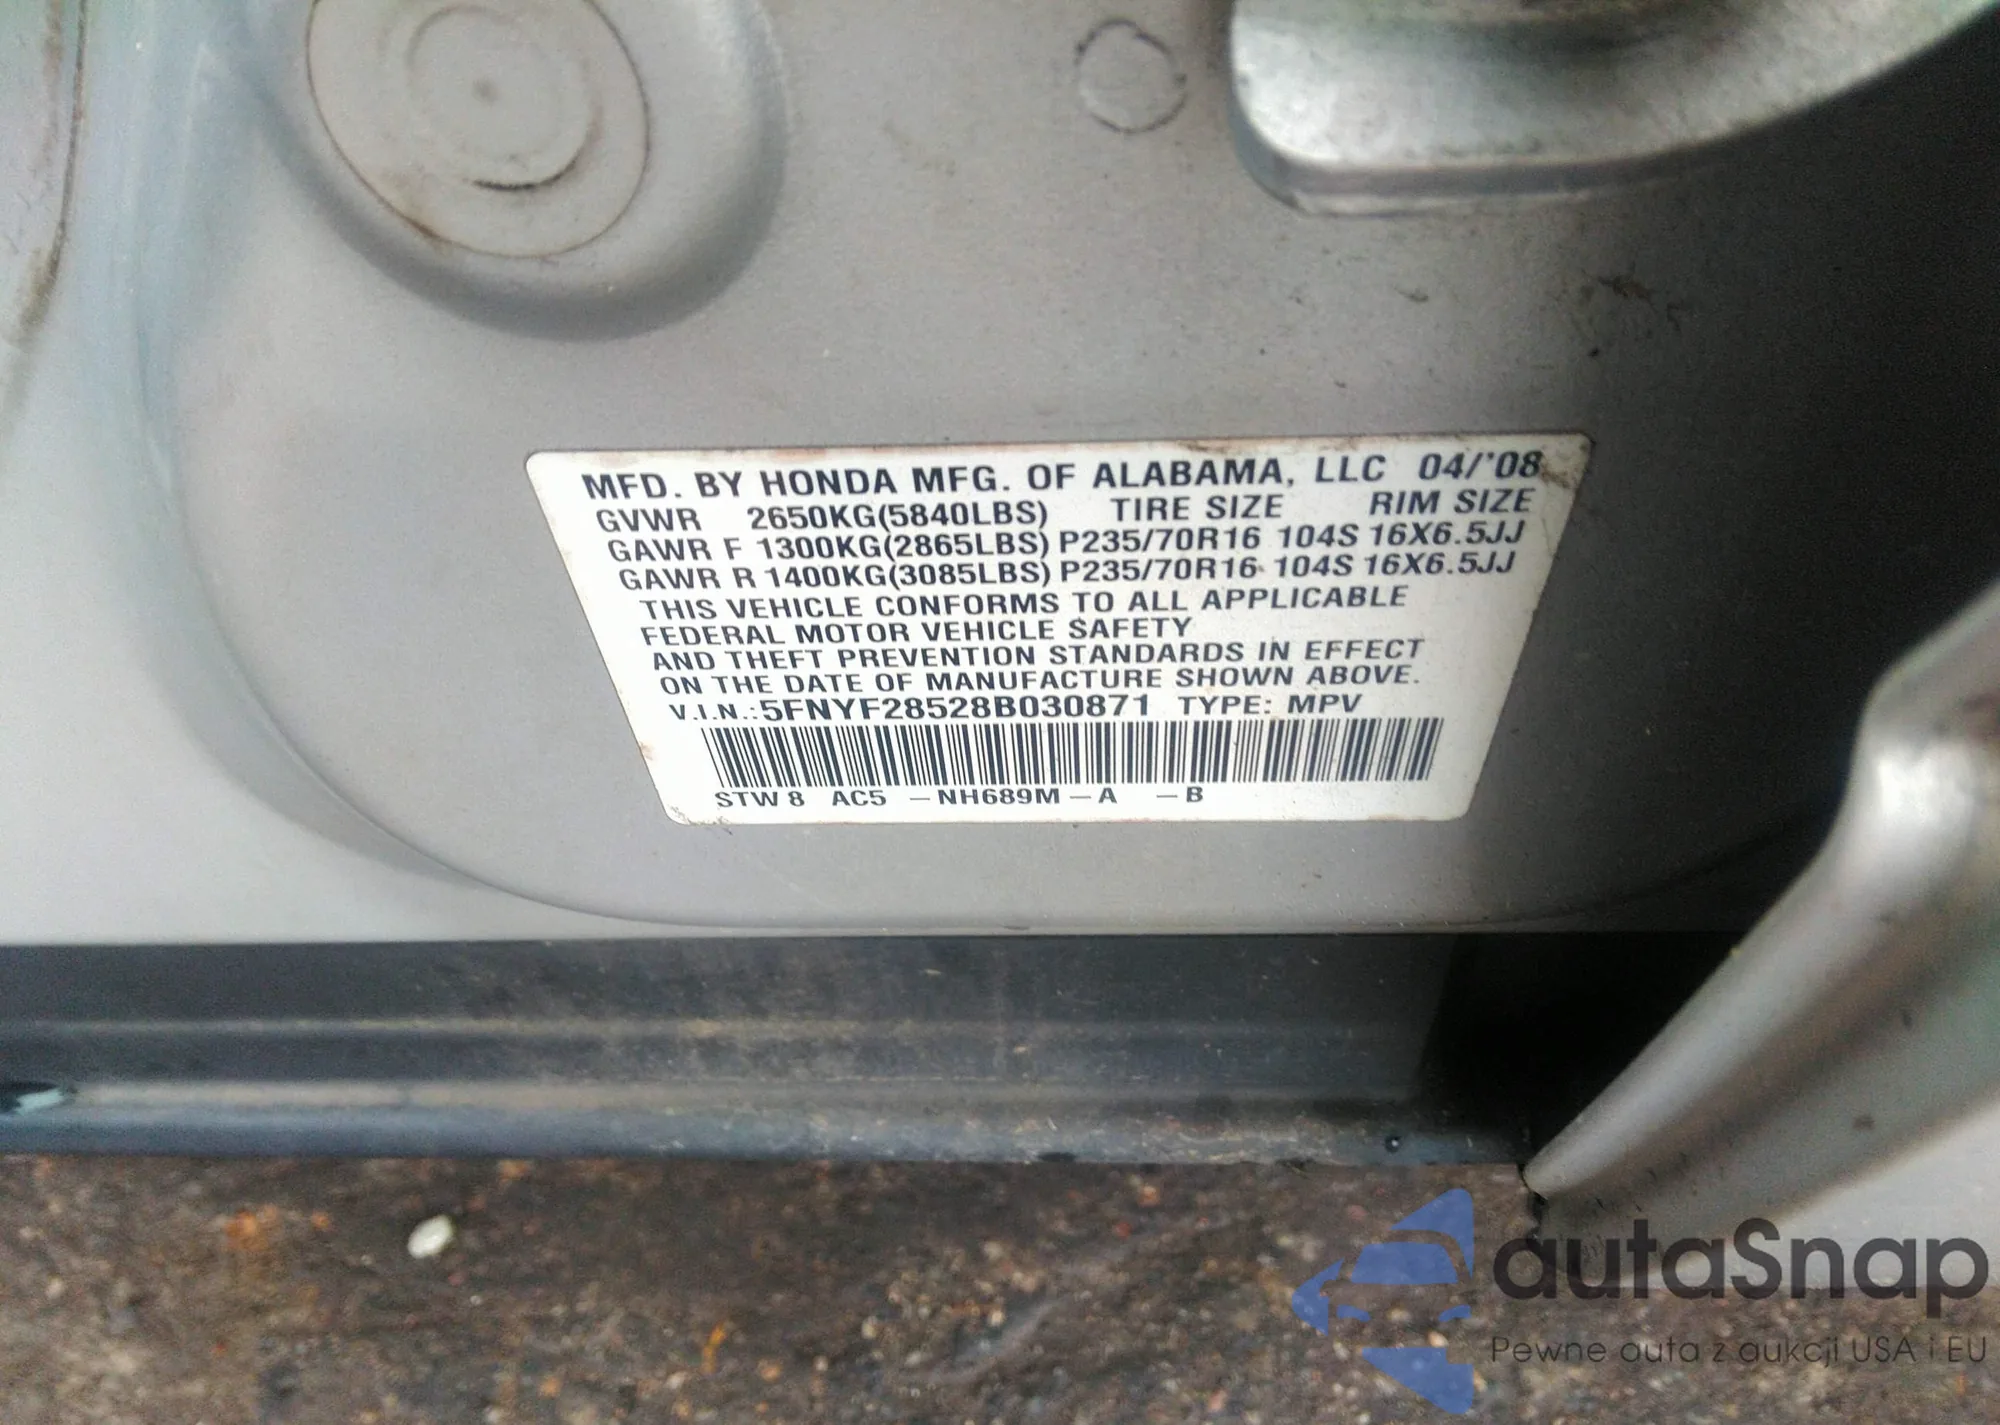 MFD. BY HONDA MFG. OF ALABAMA, LLC 04/'08
GVWR 2650KG(5840LBS) TIRE SIZE RIM SIZE
GAWR F 1300KG(2865LBS) P235/70R16 104S 16X6.5JJ
GAWR R 1400KG(3085LBS) P235/70R16 104S 16X6.5JJ
THIS VEHICLE CONFORMS TO ALL APPLICABLE
FEDERAL MOTOR VEHICLE SAFETY
AND THEFT PREVENTION STANDARDS IN EFFECT
ON THE DATE OF MANUFACTURE SHOWN ABOVE.
V.I.N.:5FNYF28528B030871 TYPE: MPV
STW 8 AC5 -NH689M-A -B
autaSnap
Pewne auta z aukcji USA i EU